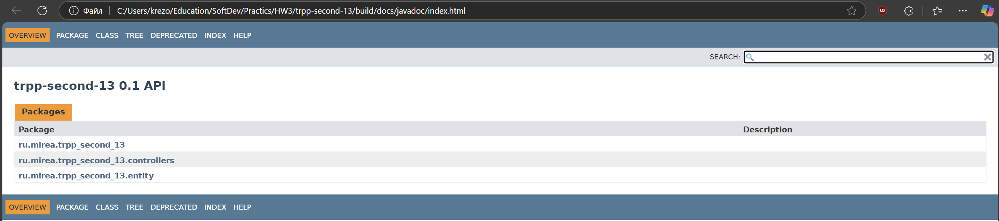 Файл C:/Users/krezo/Education/SoftDev/Practics/HW3/trpp-second-13/build/docs/javadoc/index.html
OVERVIEW PACKAGE CLASS TREE DEPRECATED INDEX HELP
SEARCH:
trpp-second-13 0.1 API
Packages
Package Description
ru.mirea.trpp_second_13
ru.mirea.trpp_second_13.controllers
ru.mirea.trpp_second_13.entity
OVERVIEW PACKAGE CLASS TREE DEPRECATED INDEX HELP